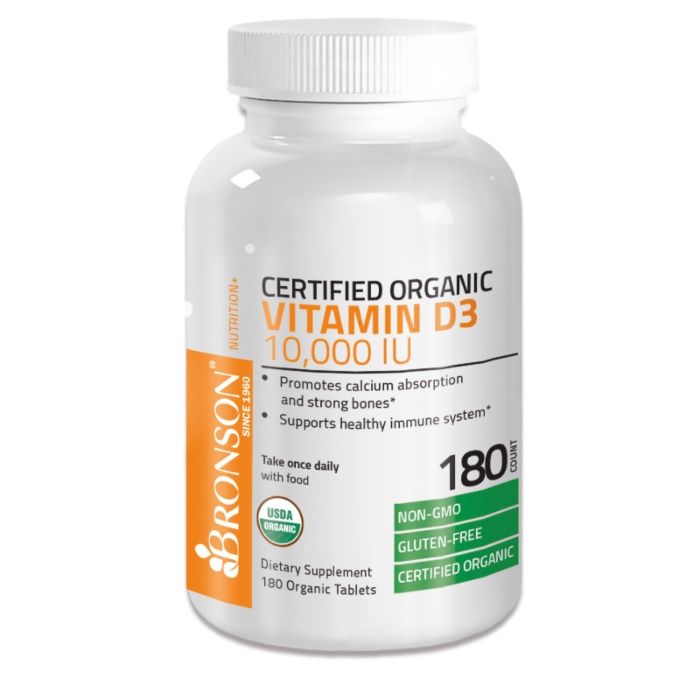 NUTRITION+
BRONSON®
SINCE 1960
CERTIFIED ORGANIC
VITAMIN D3
10,000 IU
• Promotes calcium absorption
and strong bones*
• Supports healthy immune system*
Take once daily
with food
180 COUNT
USDA
ORGANIC
NON-GMO
GLUTEN-FREE
CERTIFIED ORGANIC
Dietary Supplement
180 Organic Tablets